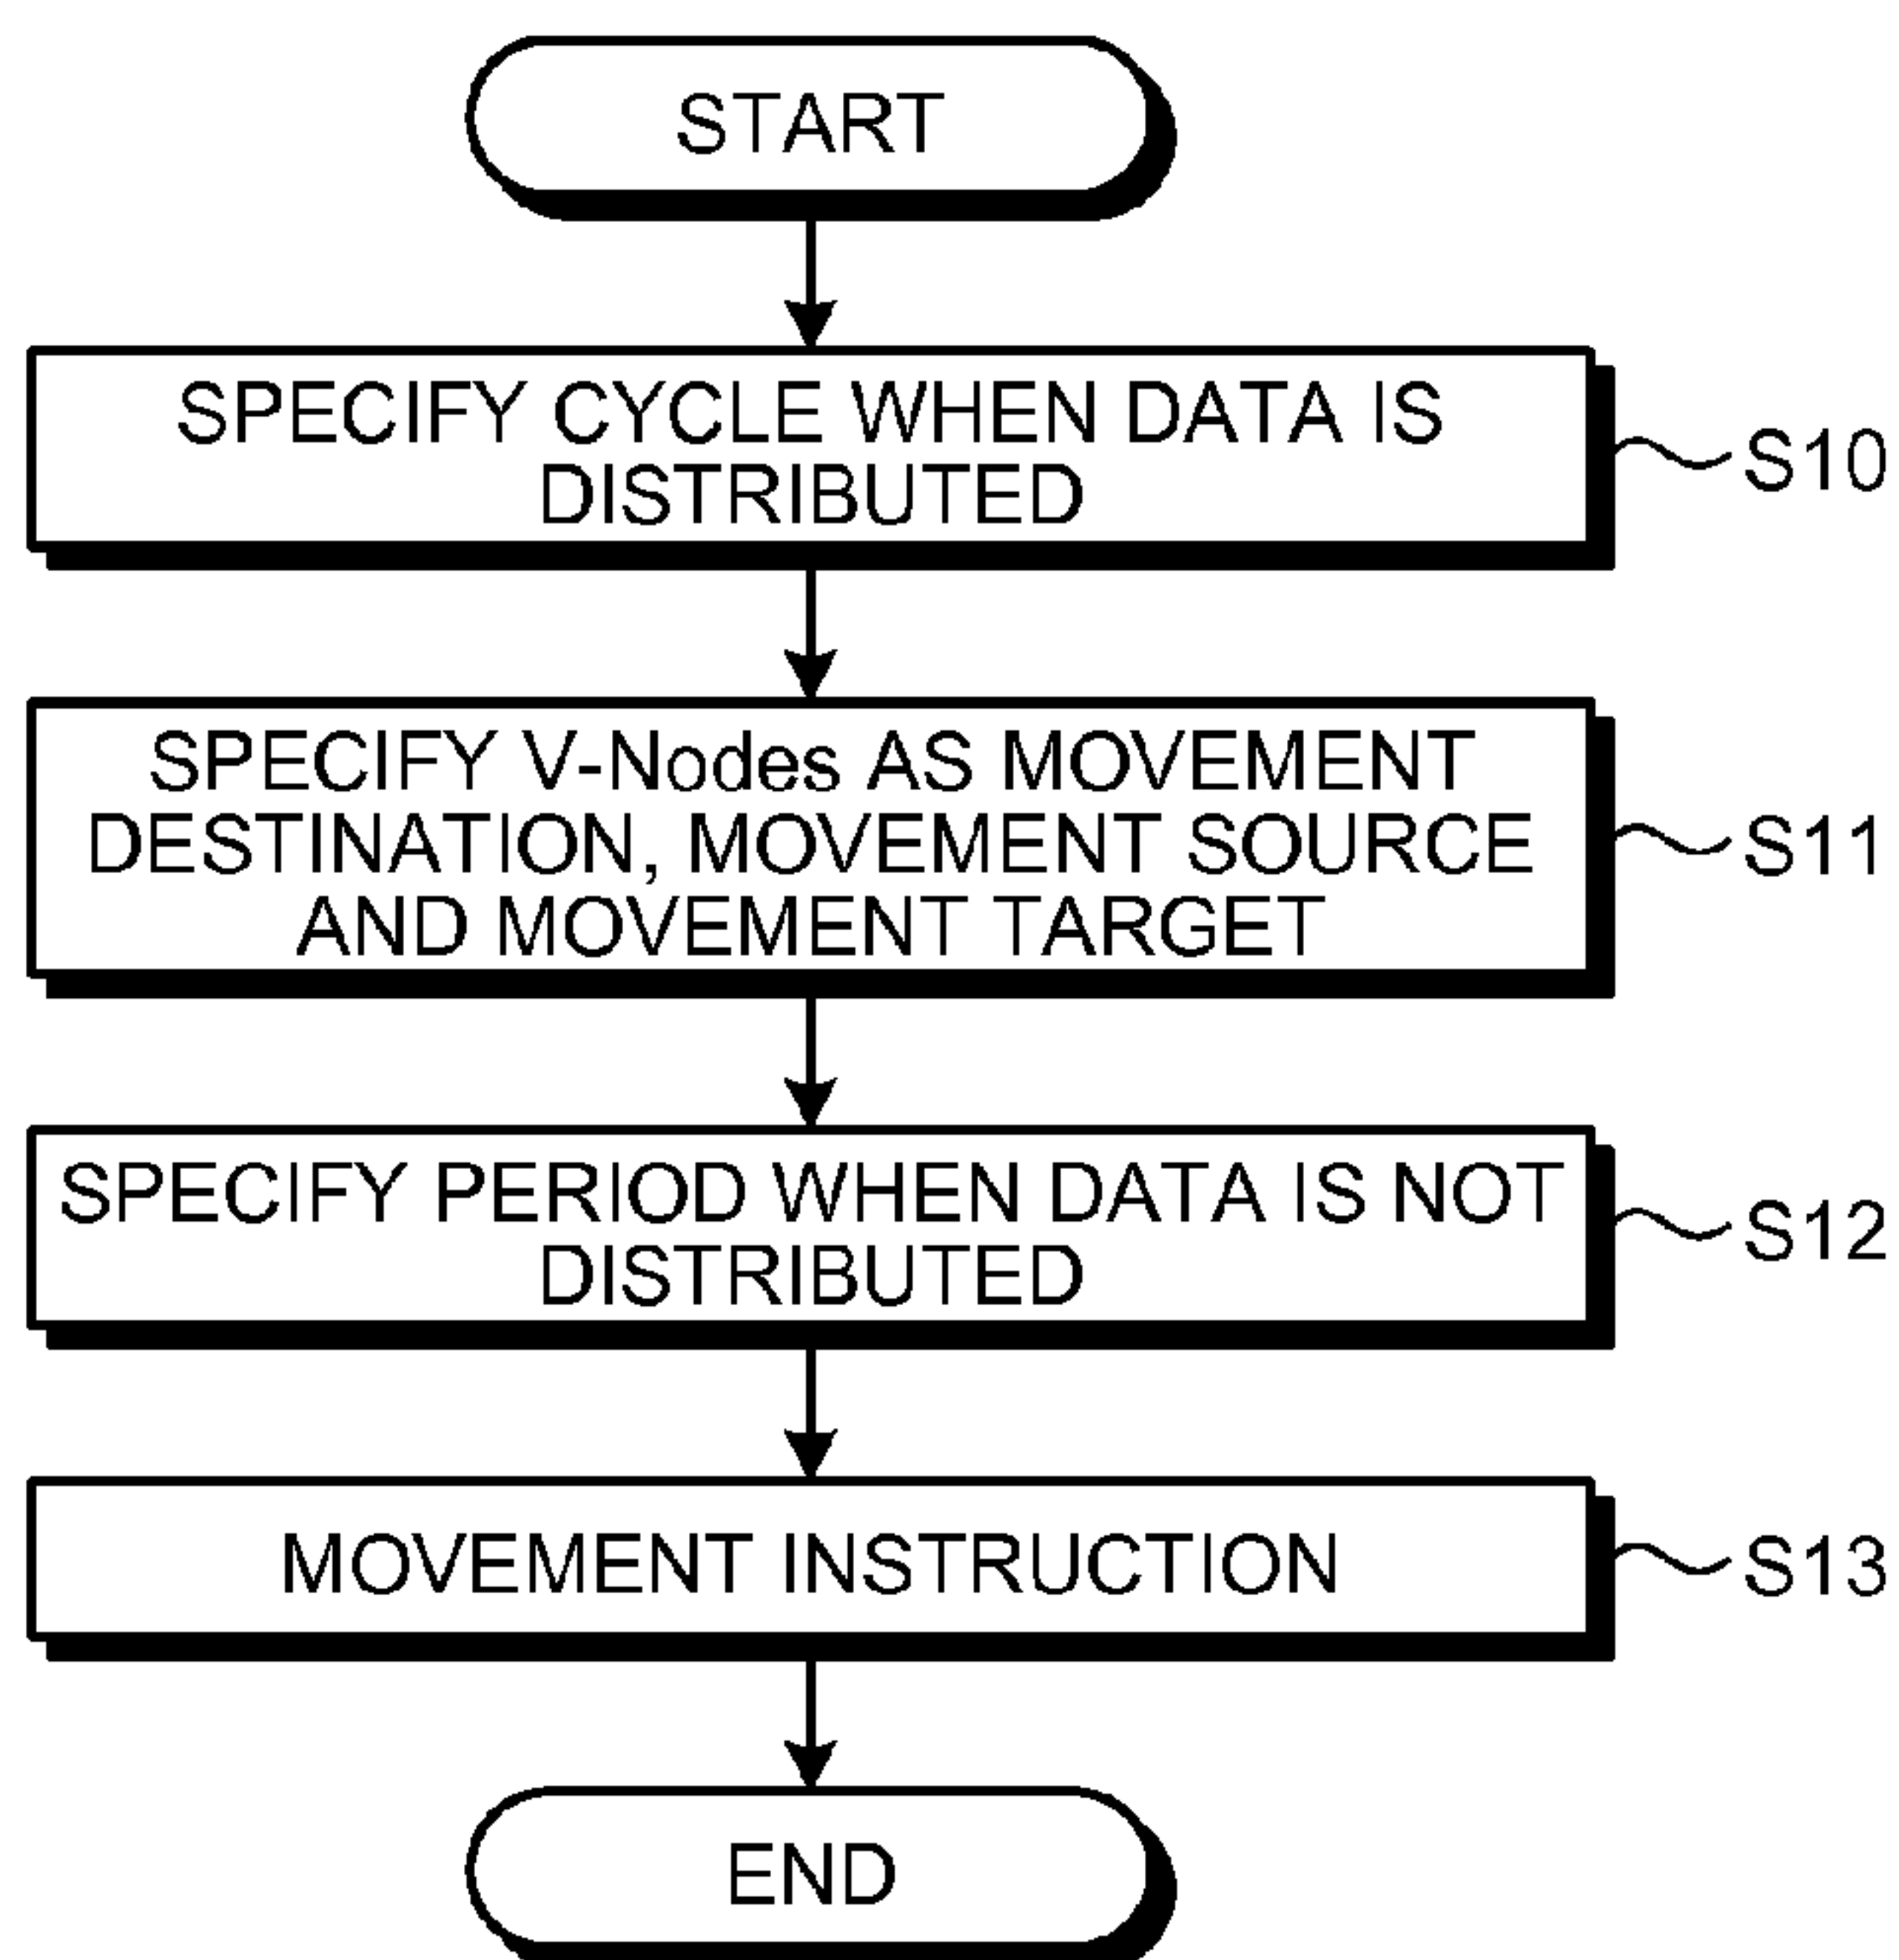 START
SPECIFY CYCLE WHEN DATA IS
DISTRIBUTED
S10
SPECIFY V-Nodes AS MOVEMENT
DESTINATION, MOVEMENT SOURCE
AND MOVEMENT TARGET
S11
SPECIFY PERIOD WHEN DATA IS NOT
DISTRIBUTED
S12
MOVEMENT INSTRUCTION
S13
END